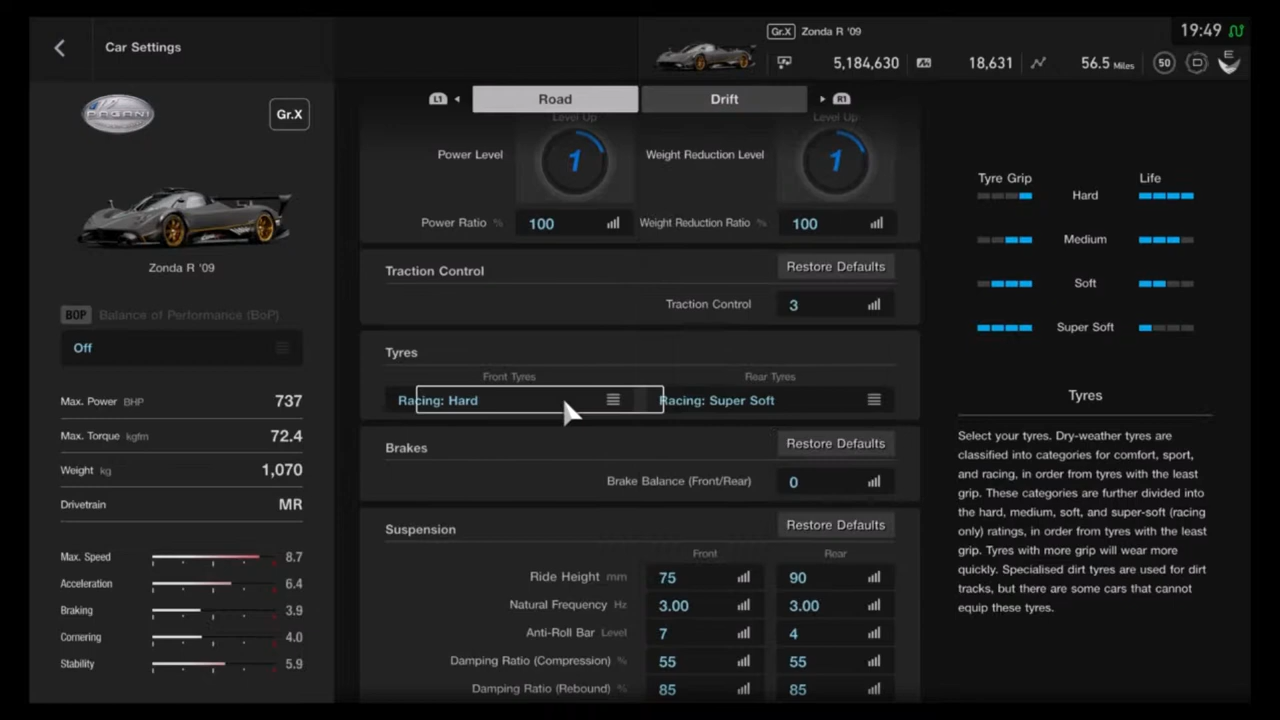 Car Settings
Gr.X Zonda R '09
5,184,630 18,631 56.5 Miles 50 D E
19:49
L1 Road Drift R1
PAGANI
Gr.X
Zonda R '09
BOP Balance of Performance (BoP)
Off
Max. Power BHP 737
Max. Torque kgfm 72.4
Weight kg 1,070
Drivetrain MR
Max. Speed 8.7
Acceleration 6.4
Braking 3.9
Cornering 4.0
Stability 5.9
Level Up Level Up
Power Level 1 Weight Reduction Level 1
Power Ratio % 100 Weight Reduction Ratio % 100
Traction Control Restore Defaults
Traction Control 3
Tyres
Front Tyres Rear Tyres
Racing: Hard Racing: Super Soft
Brakes Restore Defaults
Brake Balance (Front/Rear) 0
Suspension Restore Defaults
Front Rear
Ride Height mm 75 90
Natural Frequency Hz 3.00 3.00
Anti-Roll Bar Level 7 4
Damping Ratio (Compression) % 55 55
Damping Ratio (Rebound) % 85 85
Tyre Grip Life
Hard
Medium
Soft
Super Soft
Tyres
Select your tyres. Dry-weather tyres are
classified into categories for comfort, sport,
and racing, in order from tyres with the least
grip. These categories are further divided into
the hard, medium, soft, and super-soft (racing
only) ratings, in order from tyres with the least
grip. Tyres with more grip will wear more
quickly. Specialised dirt tyres are used for dirt
tracks, but there are some cars that cannot
equip these tyres.